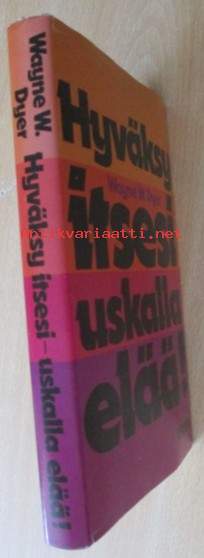 Wayne W.
Dyer
Hyväksy itsesi – uskalla elää!
Hyväksy
Wayne W. Dyer
itsesi
uskalla
elää!
antikvariaatti.net